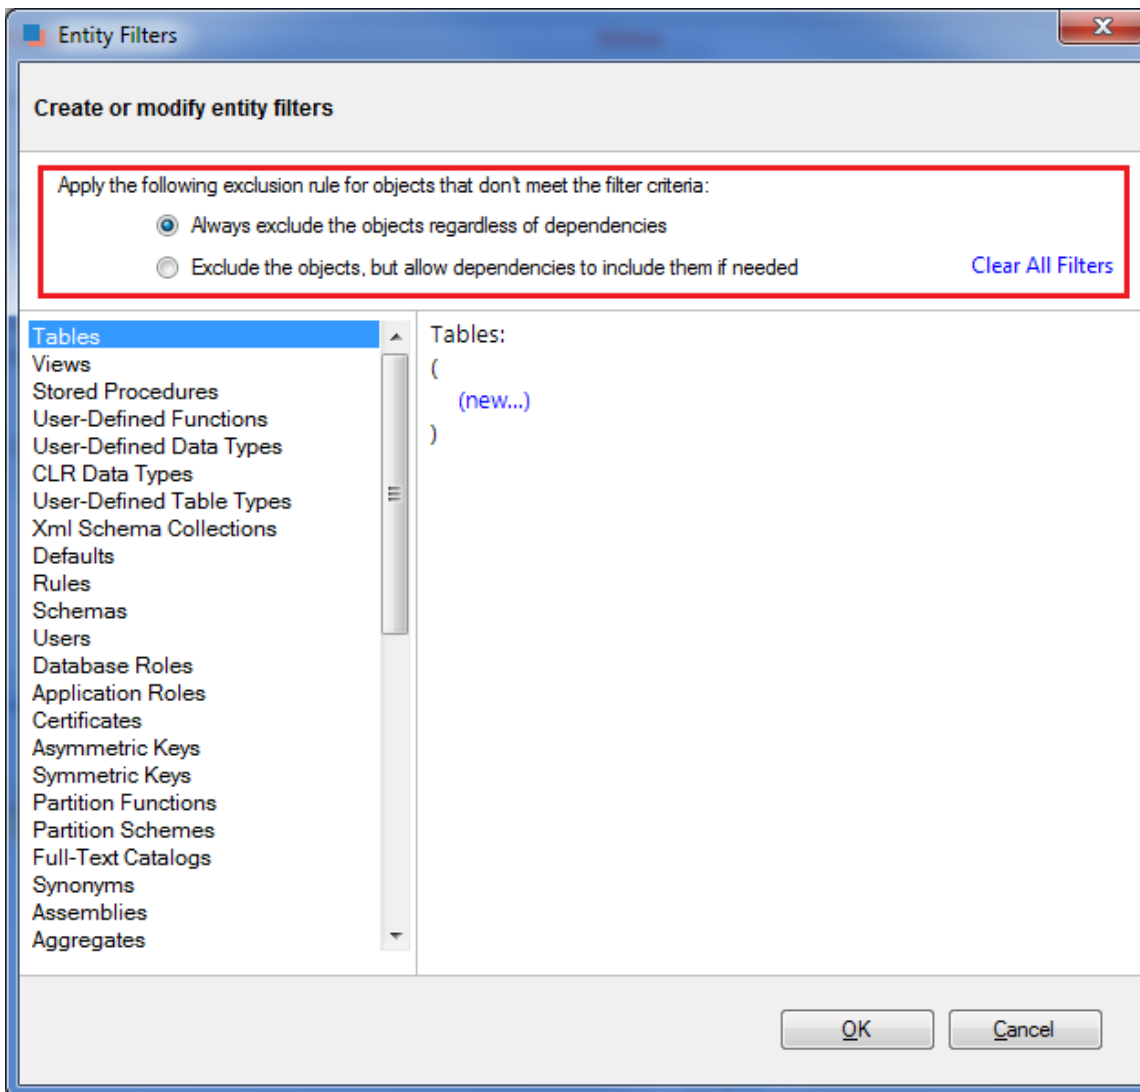 Entity Filters
Create or modify entity filters
Apply the following exclusion rule for objects that don't meet the filter criteria:
Always exclude the objects regardless of dependencies
Exclude the objects, but allow dependencies to include them if needed
Clear All Filters
Tables
Views
Stored Procedures
User-Defined Functions
User-Defined Data Types
CLR Data Types
User-Defined Table Types
Xml Schema Collections
Defaults
Rules
Schemas
Users
Database Roles
Application Roles
Certificates
Asymmetric Keys
Symmetric Keys
Partition Functions
Partition Schemes
Full-Text Catalogs
Synonyms
Assemblies
Aggregates
Tables:
(
(new...)
)
OK
Cancel